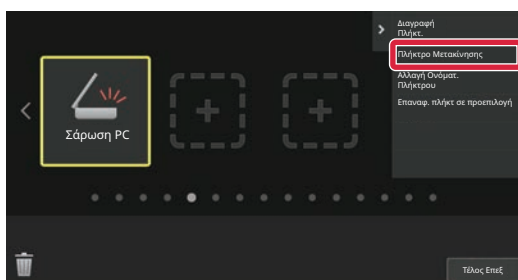 Διαγραφή
Πλήκτ.
Πλήκτρο Μετακίνησης
Αλλαγή Ονόματ.
Πλήκτρου
Επαναφ. πλήκτ σε προεπιλογή
Σάρωση PC
Τέλος Επεξ